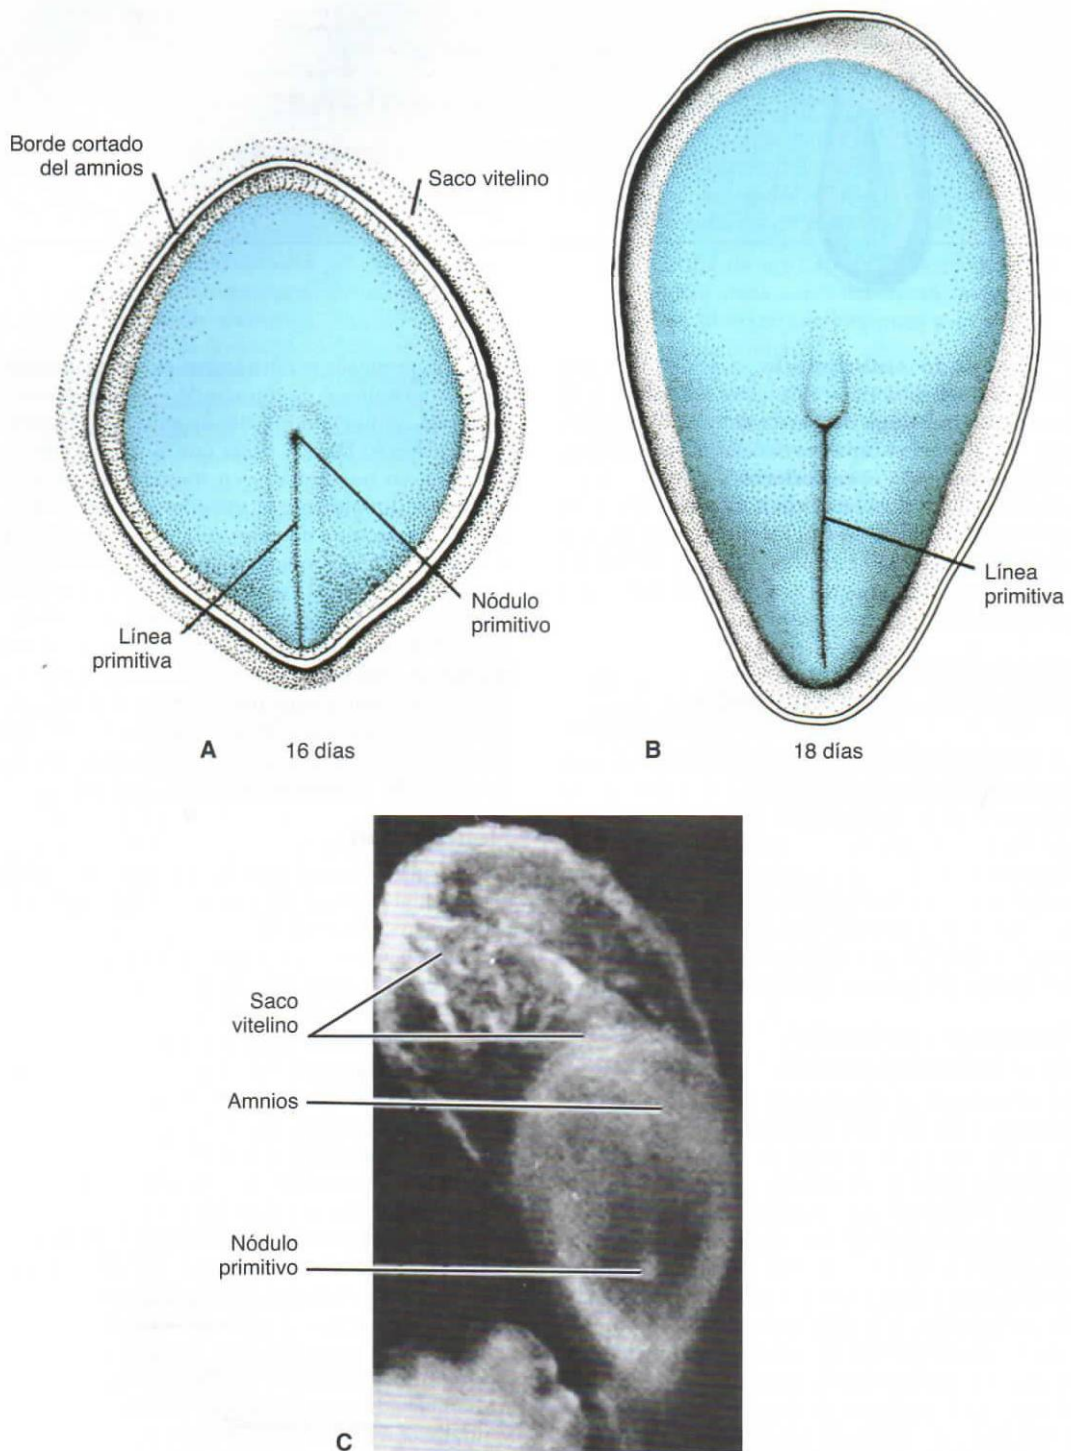 Borde cortado
del amnios
Saco vitelino
Nódulo
primitivo
Línea
primitiva
A 16 días
Línea
primitiva
B 18 días
Saco
vitelino
Amnios
Nódulo
primitivo
C